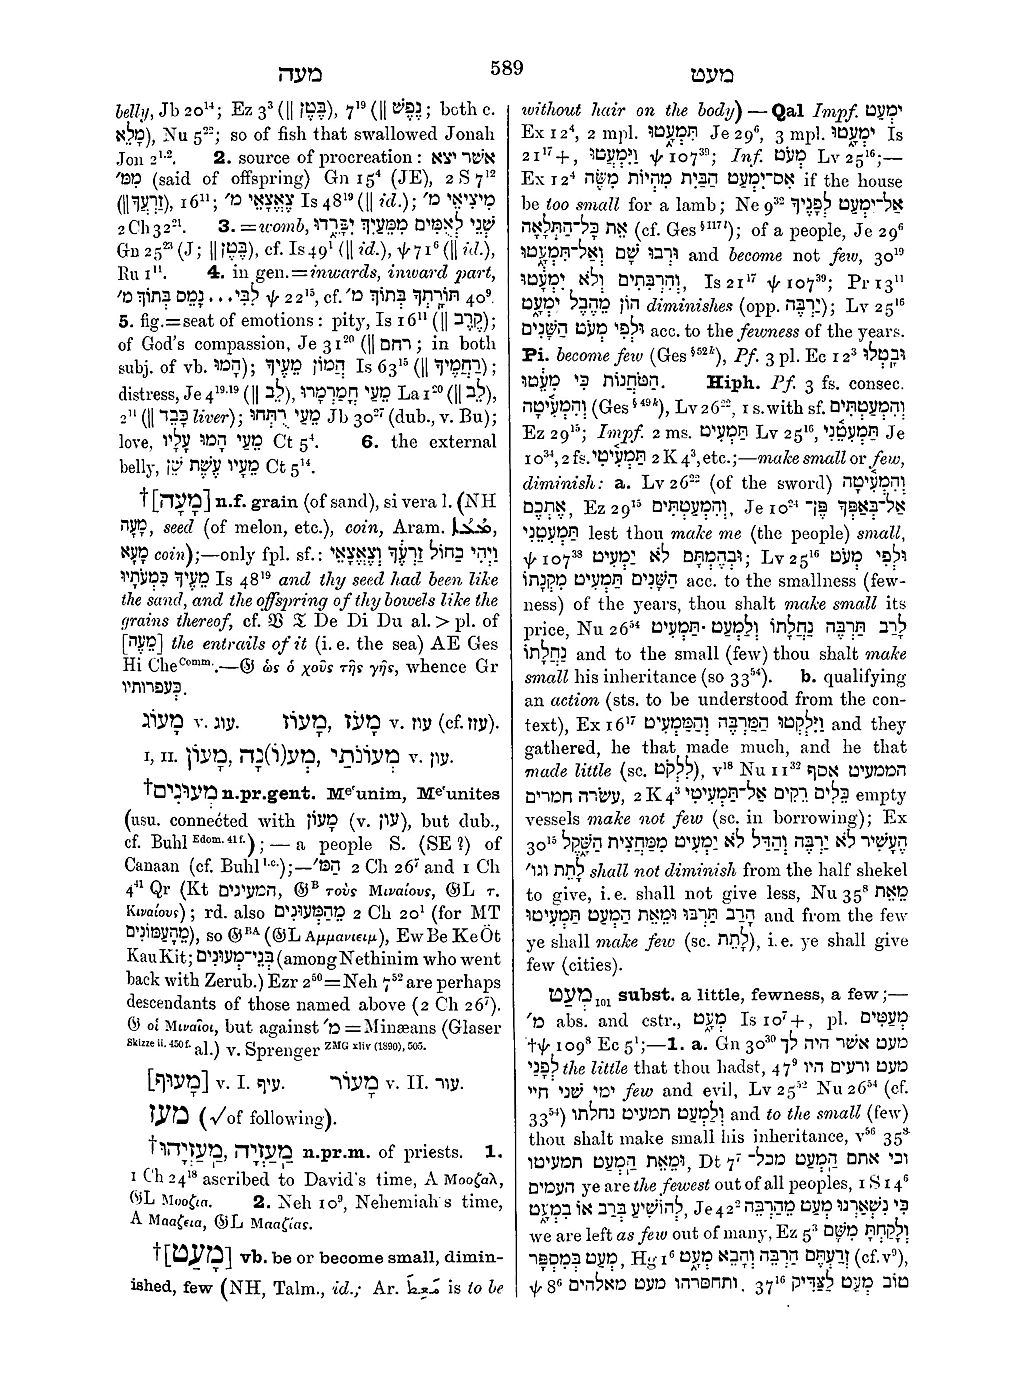 מעה
589
מעט
belly, Jb 20¹⁴; Ez 3³ (‖ בֶּטֶן), 7¹⁹ (‖ נֶפֶשׁ; both c.
מָלֵא), Nu 5²²; so of fish that swallowed Jonah
Jon 2¹·². 2. source of procreation: אשׁר יצא
מִמּ׳ (said of offspring) Gn 15⁴ (JE), 2 S 7¹²
(‖ זַרְעֲךָ), 16¹¹; צֶאֱצָאֵי מ׳ Is 48¹⁹ (‖ id.); מִיצִיאֵי מ׳
2 Ch 32²¹. 3. = womb, שְׁנֵי לְאֻמִּים מִמֵּעַיִךְ יִפָּרֵדוּ
Gn 25²³ (J; ‖ בֶּטֶן), cf. Is 49¹ (‖ id.), ψ 71⁶ (‖ id.),
Ru 1¹¹. 4. in gen. = inwards, inward part,
לִבִּי... נָמֵס בְּתוֹךְ מ׳ ψ 22¹⁵, cf. תּוֹרָתְךָ בְּתוֹךְ מ׳ 40⁹.
5. fig. = seat of emotions: pity, Is 16¹¹ (‖ קֶרֶב);
of God's compassion, Je 31²⁰ (‖ רחם; in both
subj. of vb. הָמוּ); הֲמוֹן מֵעֶיךָ Is 63¹⁵ (‖ רַחֲמֶיךָ);
distress, Je 4¹⁹·¹⁹ (‖ לֵב), מֵעַי חֳמַרְמָרוּ La 1²⁰ (‖ לֵב),
2¹¹ (‖ כָּבֵד liver); מֵעַי רֻתְּחוּ Jb 30²⁷ (dub., v. Bu);
love, מֵעַי הָמוּ עָלָיו Ct 5⁴. 6. the external
belly, מֵעָיו עֶשֶׁת שֵׁן Ct 5¹⁴.
†[מָעָה] n.f. grain (of sand), si vera l. (NH
מָעָה, seed (of melon, etc.), coin, Aram.
מָעָא coin);—only fpl. sf.: וַיְהִי כַחוֹל זַרְעֶךָ וְצֶאֱצָאֵי
מֵעֶיךָ כִּמְעֹתָיו Is 48¹⁹ and thy seed had been like
the sand, and the offspring of thy bowels like the
grains thereof, cf. 𝔙 𝔗 De Di Du al. > pl. of
[מֵעֶה] the entrails of it (i.e. the sea) AE Ges
Hi Che Comm.—𝔊 ὡς ὁ χοῦς τῆς γῆς, whence Gr
כַּעֲפרותיו.
מָעוֹג v. עוג. מָעֹז, מָעוֹז v. עוז (cf. עזז).
I, II. מָעוֹן, מְע(וֹ)נָה, מְעוֹנֹתַי v. עון.
†מְעוּנִים n.pr.gent. Meʿunim, Meʿunites
(usu. connected with מָעוֹן (v. עון), but dub.,
cf. Buhl Edom. 41 f.);—a people S. (SE?) of
Canaan (cf. Buhl l.c.);—הַמּ׳ 2 Ch 26⁷ and 1 Ch
4⁴¹ Qr (Kt המעינים, 𝔊ᴮ τοὺς Μιναίους, 𝔊L τ.
Κιναίους); rd. also מֵהַמְּעוּנִים 2 Ch 20¹ (for MT
מֵהָעַמּוֹנִים), so 𝔊ᴮᴬ (𝔊L Αμμανιειμ), Ew Be Ke Öt
Kau Kit; בְּנֵי־מְעוּנִים (among Nethinim who went
back with Zerub.) Ezr 2⁵⁰ = Neh 7⁵² are perhaps
descendants of those named above (2 Ch 26⁷).
𝔊 οἱ Μιναῖοι, but against מ׳ = Minæans (Glaser
Skizze ii. 450 f. al.) v. Sprenger ZMG xliv (1890), 505.
[מָעוּף] v. I. עיף. מָעוֹר v. II. עור.
מעז (√of following).
†מַעַזְיָה, מַעַזְיָהוּ n.pr.m. of priests. 1.
1 Ch 24¹⁸ ascribed to David's time, A Μοοζαλ,
𝔊L Μοοζια. 2. Neh 10⁹, Nehemiah's time,
A Μααζεια, 𝔊L Μααζίας.
†[מָעַט] vb. be or become small, dimin-
ished, few (NH, Talm., id.; Ar. is to be
without hair on the body)—Qal Impf. יִמְעַט
Ex 12⁴, 2 mpl. תִּמְעָטוּ Je 29⁶, 3 mpl. יִמְעָטוּ Is
21¹⁷ +, וַיִּמְעֲטוּ ψ 107³⁹; Inf. מְעֹט Lv 25¹⁶;—
Ex 12⁴ אִם־יִמְעַט הַבַּיִת מִהְיוֹת מִשֶּׂה if the house
be too small for a lamb; Ne 9³² אַל־יִמְעַט לְפָנֶיךָ
אֵת כָּל־הַתְּלָאָה (cf. Ges §117 l); of a people, Je 29⁶
וּרְבוּ שָׁם וְאַל־תִּמְעָטוּ and become not few, 30¹⁹
וְהִרְבִּתִים וְלֹא יִמְעָטוּ, Is 21¹⁷ ψ 107³⁹; Pr 13¹¹
הוֹן מֵהֶבֶל יִמְעָט diminishes (opp. יַרְבֶּה); Lv 25¹⁶
וּלְפִי מְעֹט הַשָּׁנִים acc. to the fewness of the years.
Pi. become few (Ges §52 k), Pf. 3 pl. Ec 12³ וּבָטְלוּ
הַטֹּחֲנוֹת כִּי מִעֵטוּ. Hiph. Pf. 3 fs. consec.
וְהִמְעִיטָה (Ges §49 k), Lv 26²², 1 s. with sf. וְהִמְעַטְתִּים
Ez 29¹⁵; Impf. 2 ms. תַּמְעִיט Lv 25¹⁶, תַּמְעִטֵנִי Je
10³⁴, 2 fs. תַּמְעִיטִי 2 K 4³, etc.;—make small or few,
diminish: a. Lv 26²² (of the sword) וְהִמְעִיטָה
אֶתְכֶם, Ez 29¹⁵ וְהִמְעַטְתִּים, Je 10²⁴ אַל־בְּאַפְּךָ פֶּן־
תַּמְעִטֵנִי lest thou make me (the people) small,
ψ 107³⁸ וּבְהֶמְתָּם לֹא יַמְעִיט; Lv 25¹⁶ וּלְפִי מְעֹט
הַשָּׁנִים תַּמְעִיט מִקְנָתוֹ acc. to the smallness (few-
ness) of the years, thou shalt make small its
price, Nu 26⁵⁴ לָרַב תַּרְבֶּה נַחֲלָתוֹ וְלַמְעַט תַּמְעִיט
נַחֲלָתוֹ and to the small (few) thou shalt make
small his inheritance (so 33⁵⁴). b. qualifying
an action (sts. to be understood from the con-
text), Ex 16¹⁷ וַיִּלְקְטוּ הַמַּרְבֶּה וְהַמַּמְעִיט and they
gathered, he that made much, and he that
made little (sc. לִלְקֹט), v¹⁸ Nu 11³² הממעיט אסף
עשׂרה חמרים, 2 K 4³ כֵּלִים רֵקִים אַל־תַּמְעִיטִי empty
vessels make not few (sc. in borrowing); Ex
30¹⁵ הֶעָשִׁיר לֹא יַרְבֶּה וְהַדַּל לֹא יַמְעִיט מִמַּחֲצִית הַשֶּׁקֶל
לָתֵת וגו׳ shall not diminish from the half shekel
to give, i.e. shall not give less, Nu 35⁸ מֵאֵת
הָרַב תַּרְבּוּ וּמֵאֵת הַמְעַט תַּמְעִיטוּ and from the few
ye shall make few (sc. לָתֵת), i.e. ye shall give
few (cities).
מְעַט₁₀₁ subst. a little, fewness, a few;—
מ׳ abs. and cstr., מְעָט Is 10⁷ +, pl. מְעַטִּים
†ψ 109⁸ Ec 5¹;—1. a. Gn 30³⁰ מעט אשׁר היה לך
לְפָנַי the little that thou hadst, 47⁹ מעט ורעים היו
ימי שׁני חיי few and evil, Lv 25⁵² Nu 26⁵⁴ (cf.
33⁵⁴) וְלַמְעַט תמעיט נחלתו and to the small (few)
thou shalt make small his inheritance, v⁵⁶ 35⁸
וּמֵאֵת הַמְעַט תמעיטו, Dt 7⁷ כי אתם הַמְעַט מכל־
העמים ye are the fewest out of all peoples, 1 S 14⁶
לְהוֹשִׁיעַ בְּרַב אוֹ בִמְעָט, Je 42² כִּי נִשְׁאַרְנוּ מְעַט מֵהַרְבֵּה
we are left as few out of many, Ez 5³ וְלָקַחְתָּ מִשָּׁם
מְעַט בְּמִסְפָּר, Hg 1⁶ זְרַעְתֶּם הַרְבֵּה וְהָבֵא מְעָט (cf. v⁹),
ψ 8⁶ ותחסרהו מעט מאלהים, 37¹⁶ טוֹב מְעַט לַצַּדִּיק